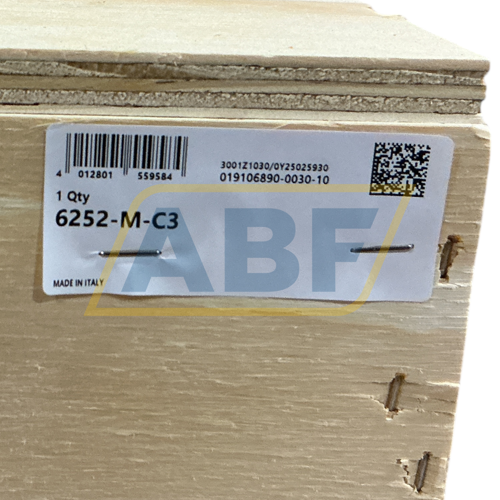 4 012801 559584
3001Z1030/0Y25025930
019106890-0030-10
1 Qty
6252-M-C3
ABF
MADE IN ITALY